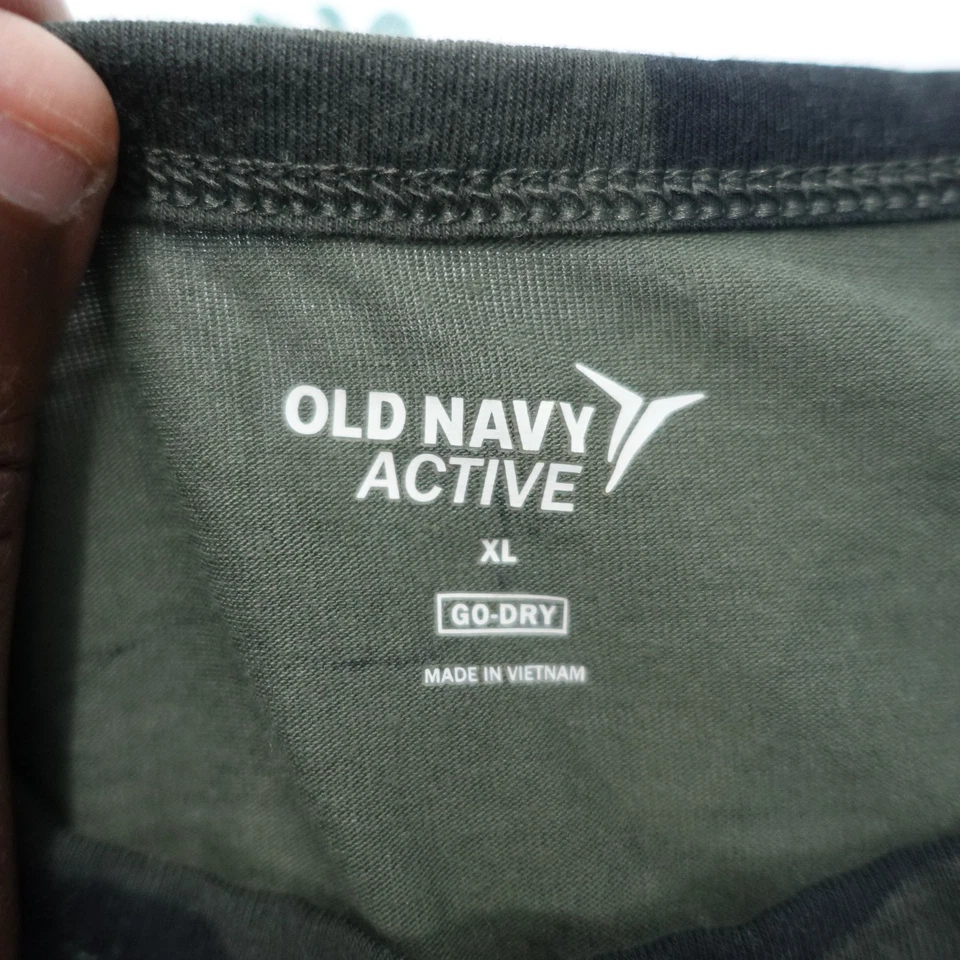 OLD NAVY
ACTIVE
XL
GO-DRY
MADE IN VIETNAM